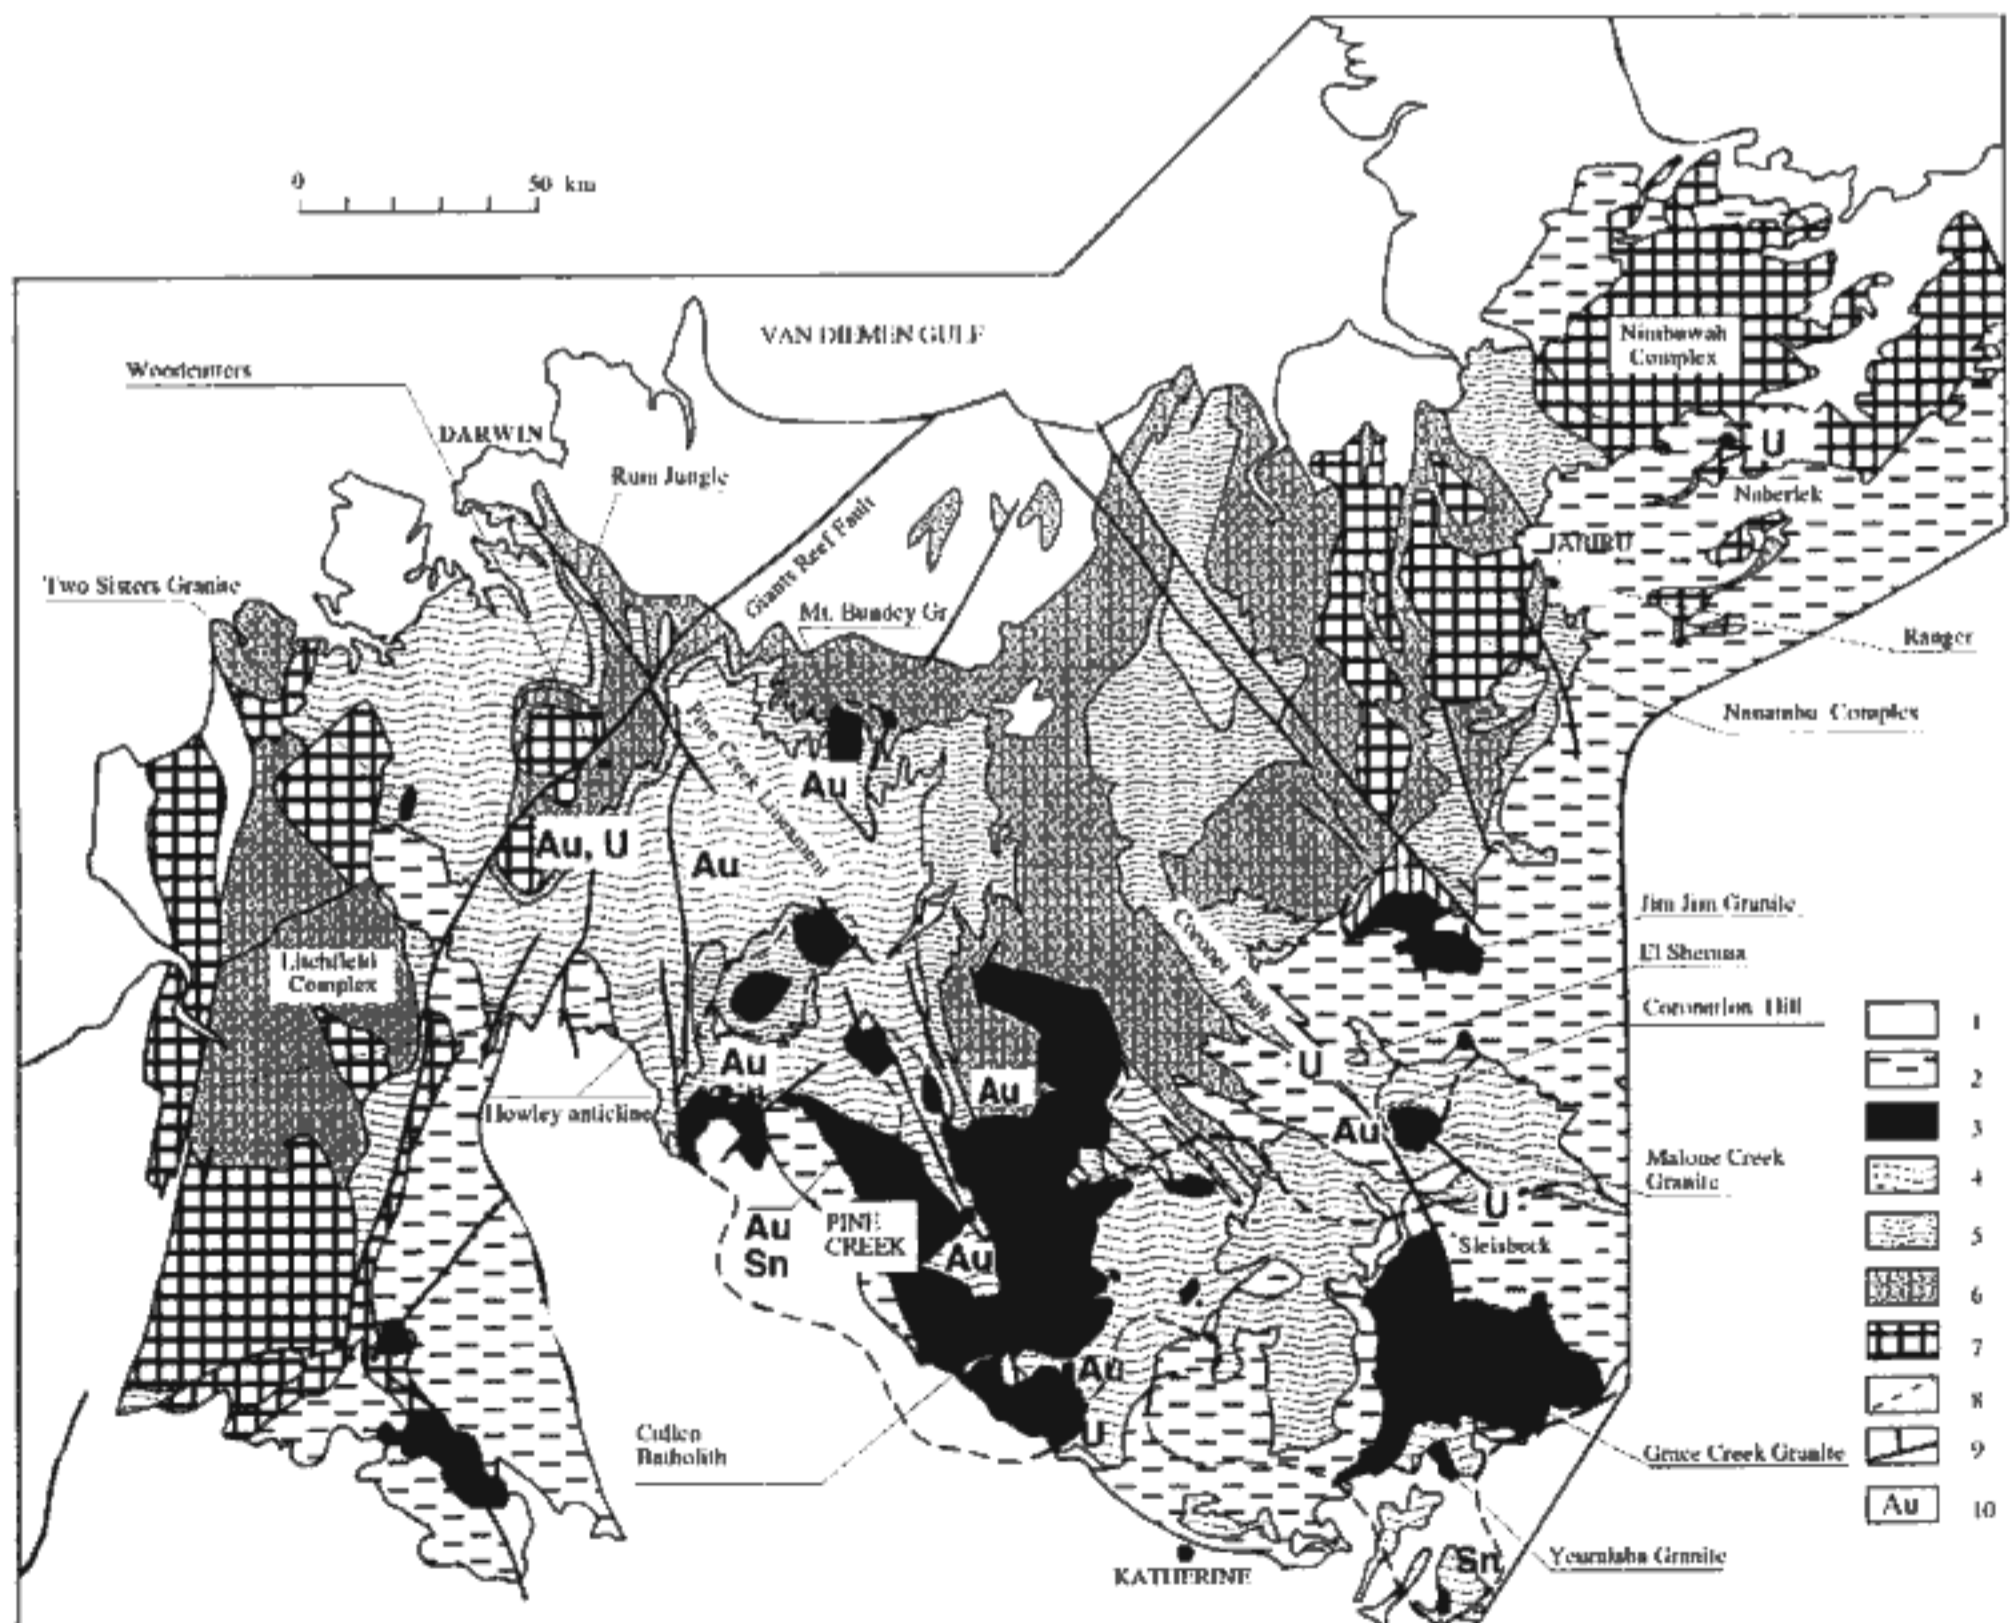 0 50 km
VAN DIEMEN GULF
Woodcutters
DARWIN
Rum Jungle
Giants Reef Fault
Two Sisters Granite
Mt. Bundey Gr
Pine Creek Lineament
Nimbuwah
Complex
U
Nabarlek
JABIRU
Ranger
Nanambu Complex
Au
Au, U
Au
Litchfield
Complex
Coronet Fault
Jim Jim Granite
El Sherana
Coronation Hill
U
Au
Au
Howley anticline
Au
Malone Creek
Granite
Au
Sn
PINE
CREEK
Au
U
Sleisbeck
Au
U
Cullen
Batholith
Grace Creek Granite
KATHERINE
Sn
Yeuralaba Granite
1
2
3
4
5
6
7
8
9
Au 10